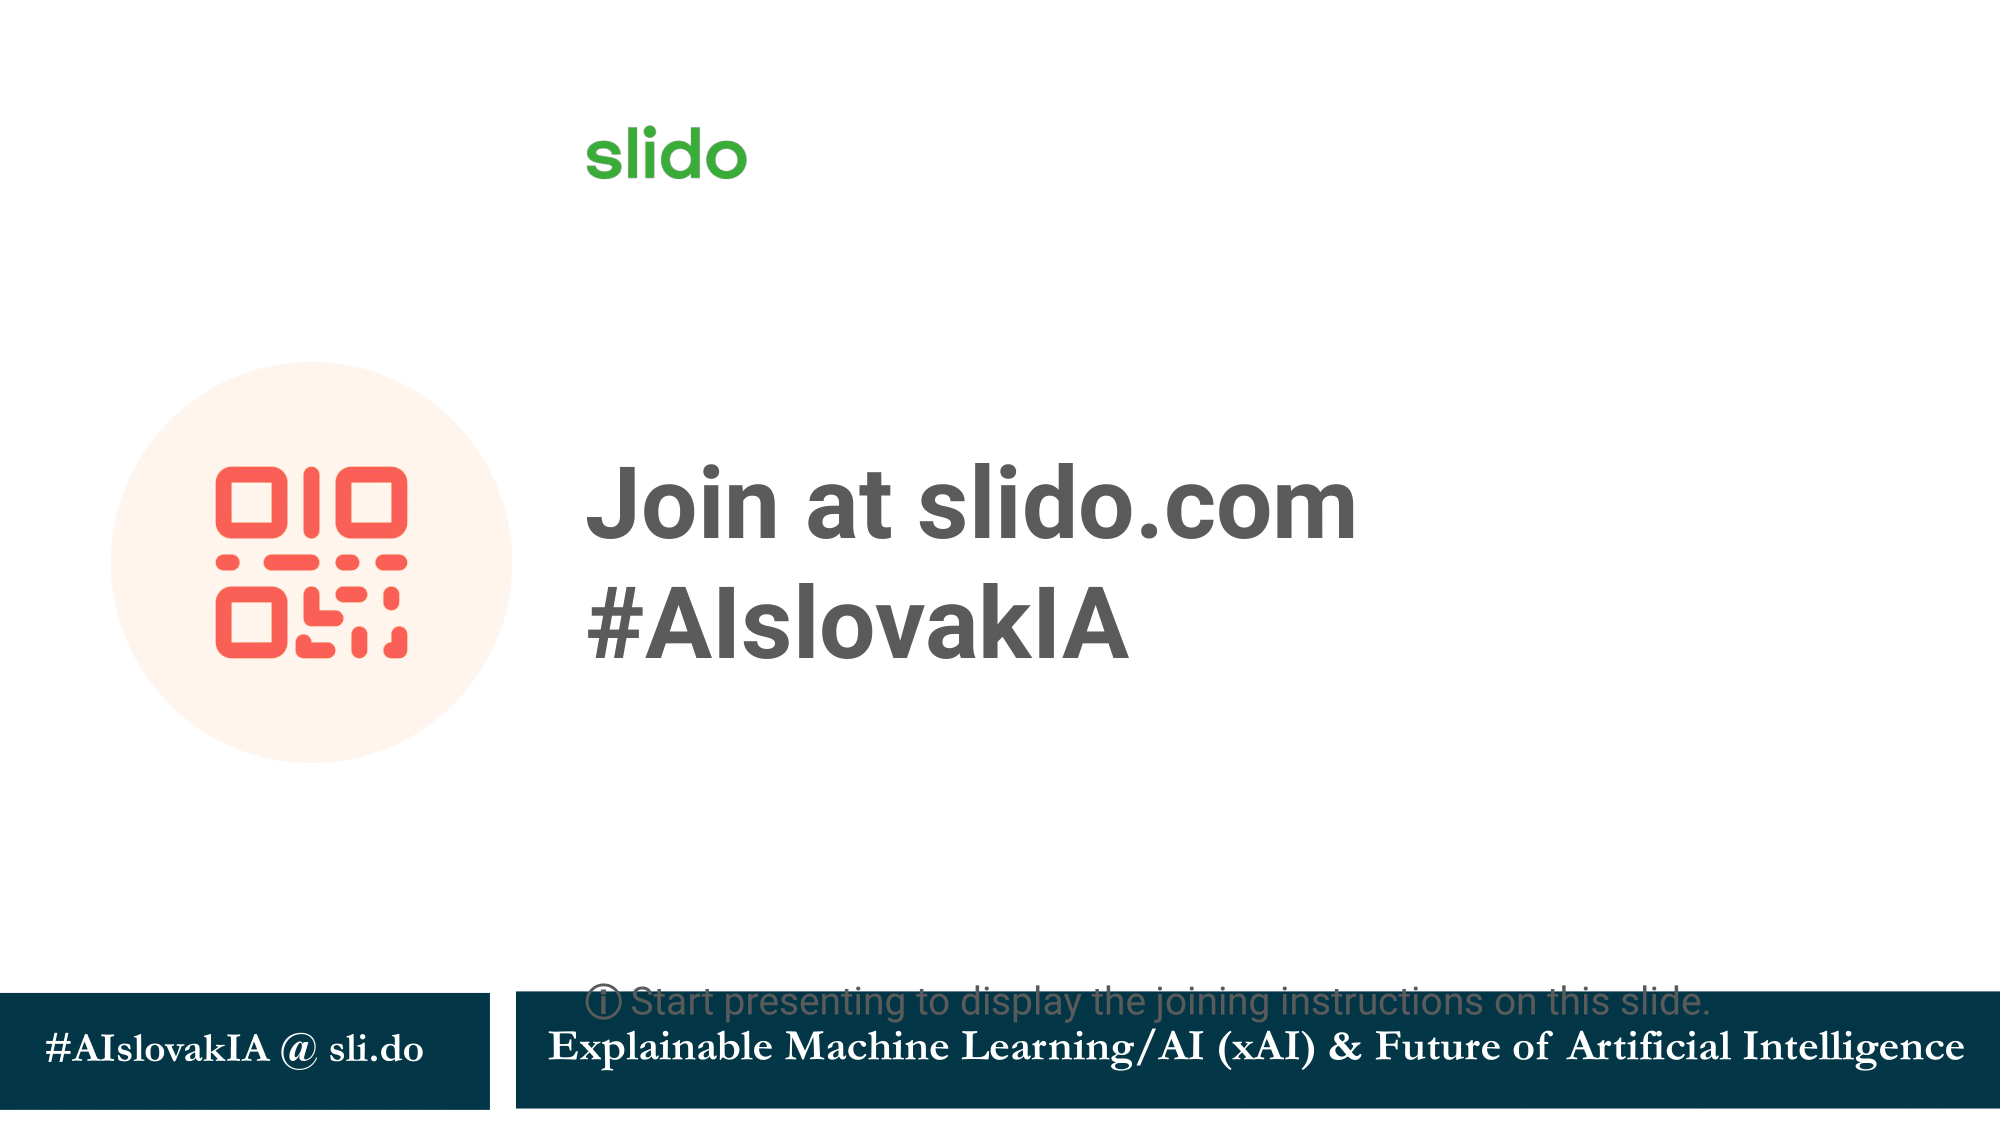 slido
Join at slido.com
#AIslovakIA
ⓘ Start presenting to display the joining instructions on this slide.
#AIslovakIA @ sli.do
Explainable Machine Learning/AI (xAI) & Future of Artificial Intelligence